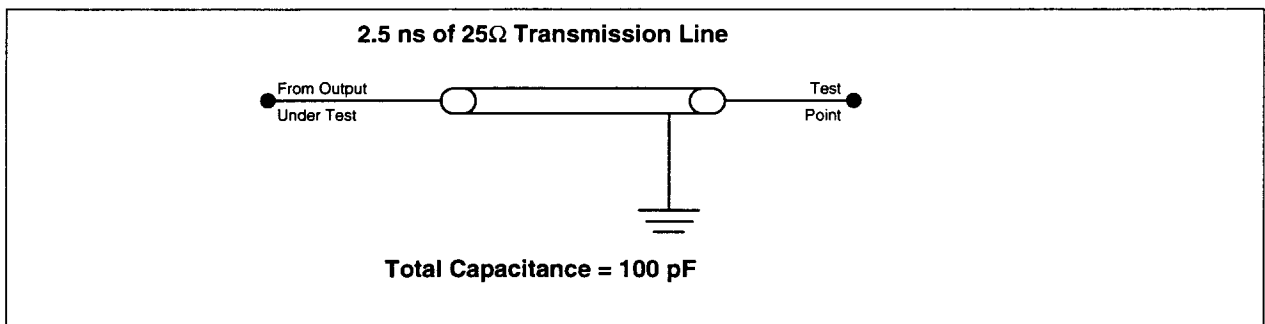 2.5 ns of 25Ω Transmission Line
From Output
Under Test
Test
Point
Total Capacitance = 100 pF